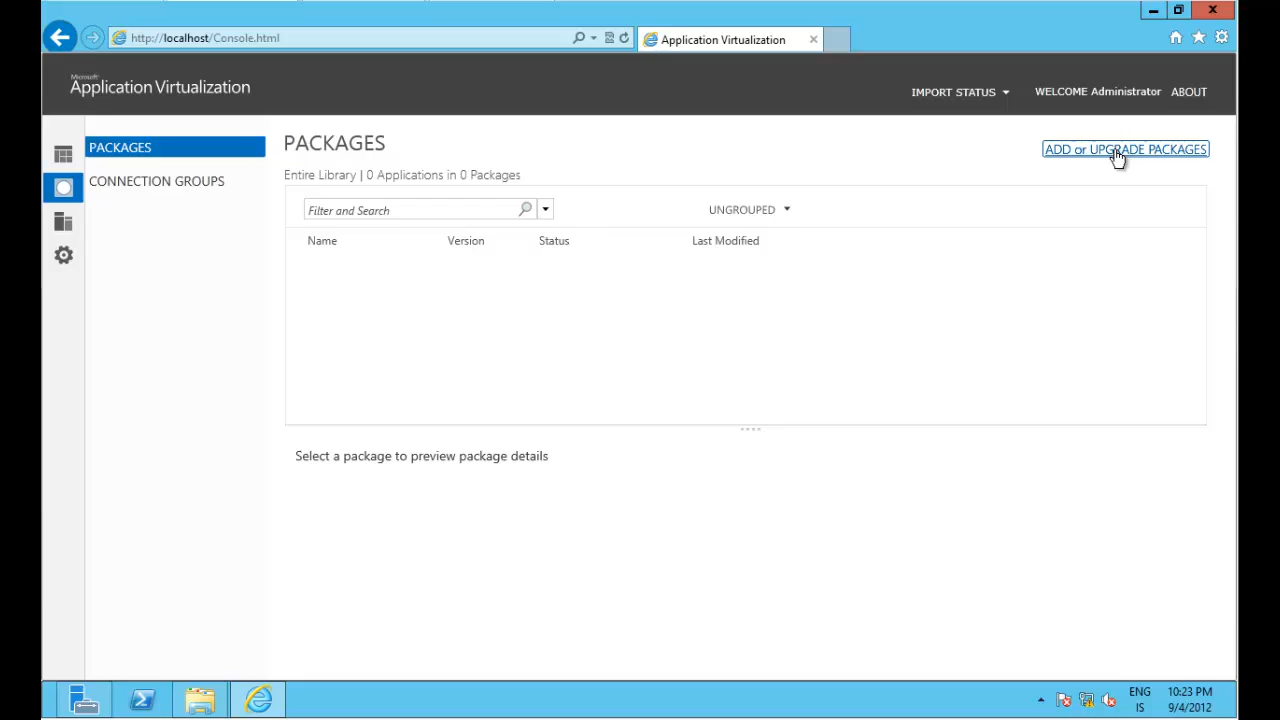 http://localhost/Console.html
Application Virtualization
Microsoft
Application Virtualization
IMPORT STATUS
WELCOME Administrator
ABOUT
PACKAGES
CONNECTION GROUPS
PACKAGES
ADD or UPGRADE PACKAGES
Entire Library | 0 Applications in 0 Packages
Filter and Search
UNGROUPED
Name
Version
Status
Last Modified
Select a package to preview package details
ENG
IS
10:23 PM
9/4/2012